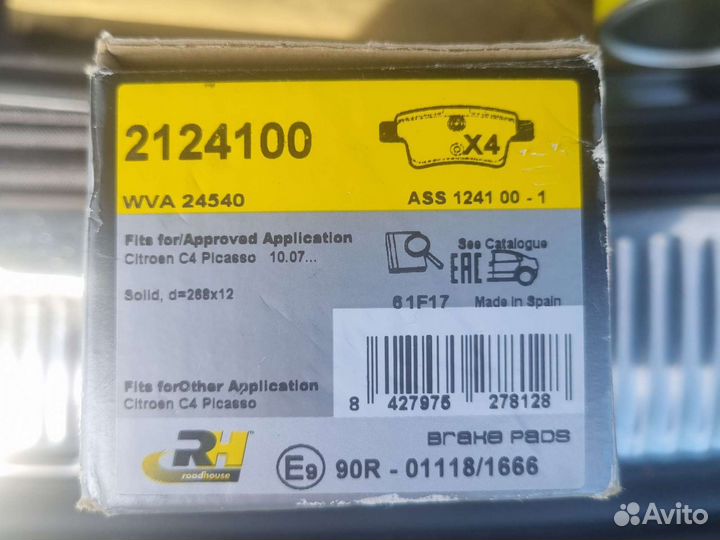 2124100
X4
WVA 24540
ASS 1241 00 - 1
Fits for/Approved Application
Citroen C4 Picasso 10.07...
See Catalogue
EAC
Solid, d=268x12
61F17 Made in Spain
Fits forOther Application
Citroen C4 Picasso
8 427975 278128
Brake Pads
RH
roadhouse
E9 90R - 01118/1666
Avito